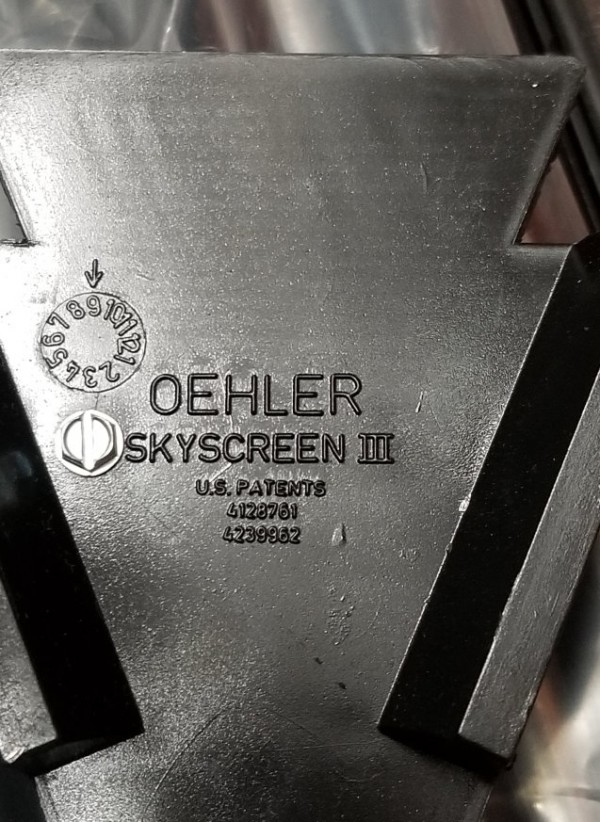 1 2 3 4 5 6 7 8 9 10 11 12
OEHLER
SKYSCREEN III
U.S. PATENTS
4128761
4239962